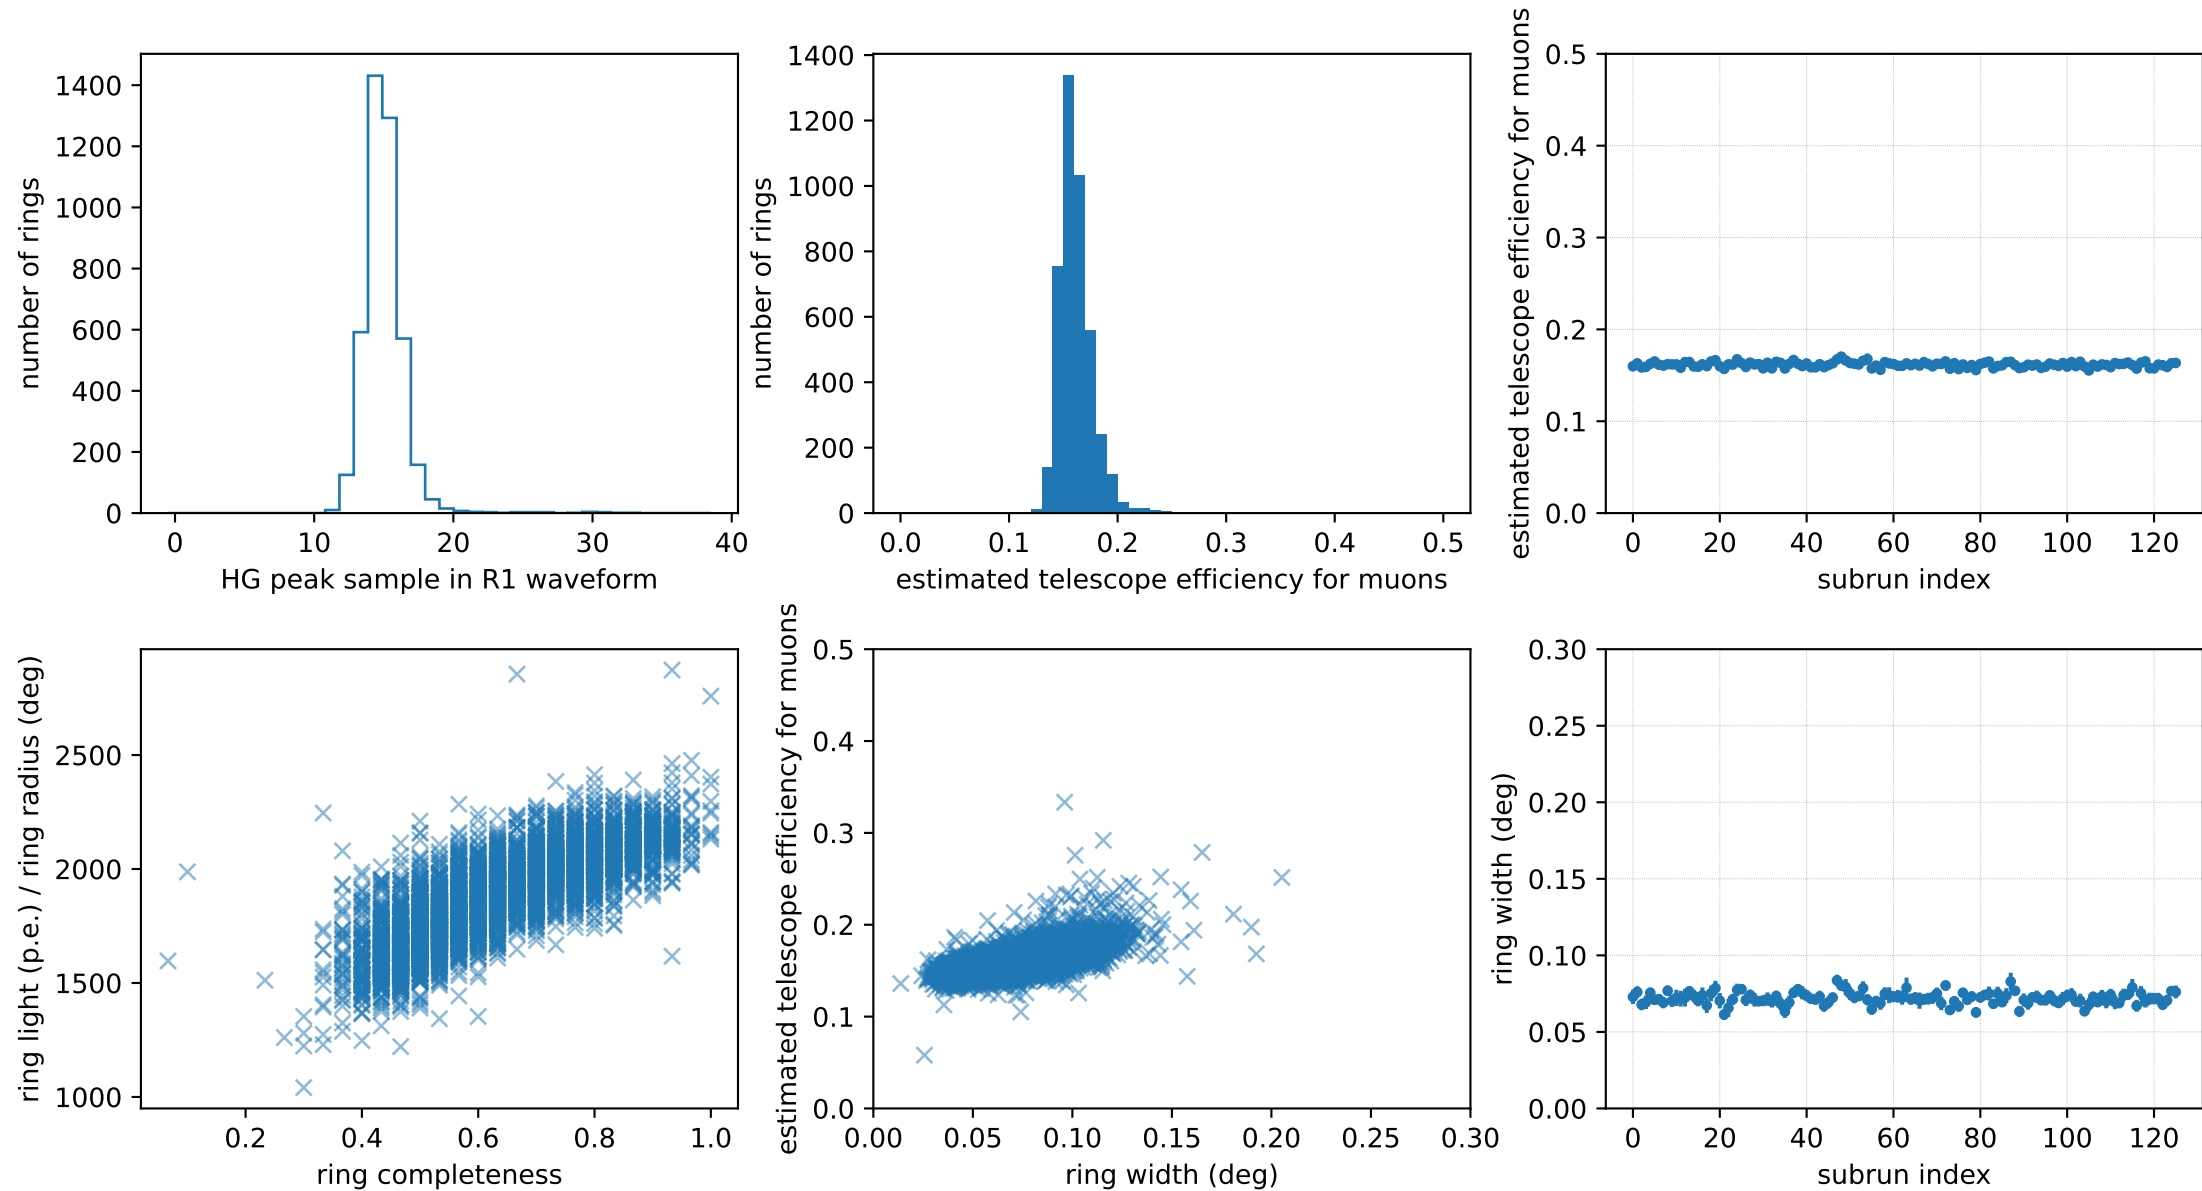 number of rings
1400
1200
1000
800
600
400
200
0
0 10 20 30 40
HG peak sample in R1 waveform
number of rings
1400
1200
1000
800
600
400
200
0
0.0 0.1 0.2 0.3 0.4 0.5
estimated telescope efficiency for muons
estimated telescope efficiency for muons
0.5
0.4
0.3
0.2
0.1
0.0
0 20 40 60 80 100 120
subrun index
ring light (p.e.) / ring radius (deg)
2500
2000
1500
1000
0.2 0.4 0.6 0.8 1.0
ring completeness
estimated telescope efficiency for muons
0.5
0.4
0.3
0.2
0.1
0.0
0.00 0.05 0.10 0.15 0.20 0.25 0.30
ring width (deg)
ring width (deg)
0.30
0.25
0.20
0.15
0.10
0.05
0.00
0 20 40 60 80 100 120
subrun index